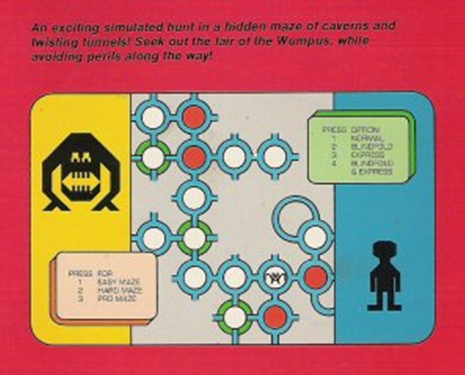 An exciting simulated hunt in a hidden maze of caverns and
twisting tunnels! Seek out the lair of the Wumpus, while
avoiding perils along the way!
PRESS OPTION
1 NORMAL
2 BLINDFOLD
3 EXPRESS
4 BLINDFOLD
& EXPRESS
PRESS FOR
1 EASY MAZE
2 HARD MAZE
3 PRO MAZE